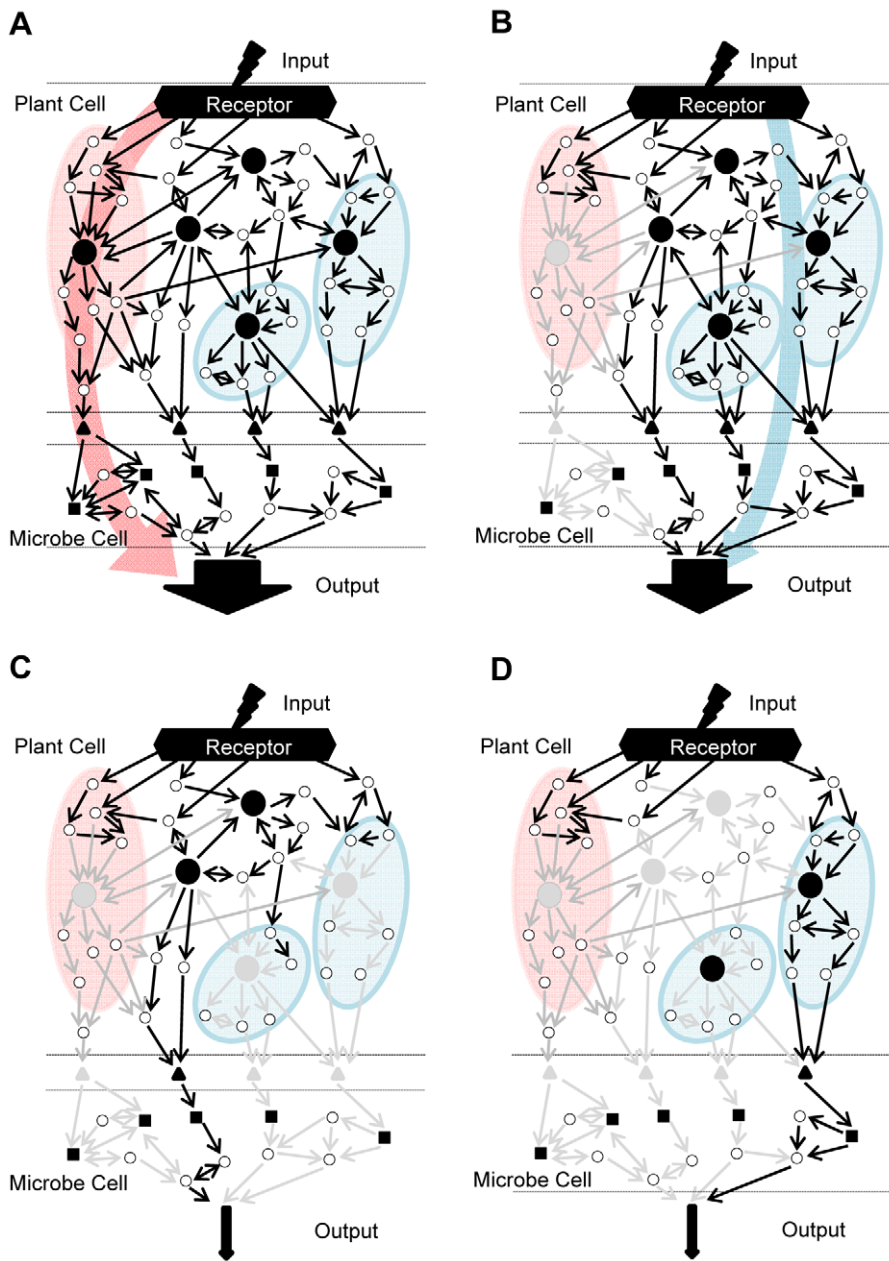 A
Input
Plant Cell
Receptor
Microbe Cell
Output
B
Input
Plant Cell
Receptor
Microbe Cell
Output
C
Input
Plant Cell
Receptor
Microbe Cell
Output
D
Input
Plant Cell
Receptor
Microbe Cell
Output